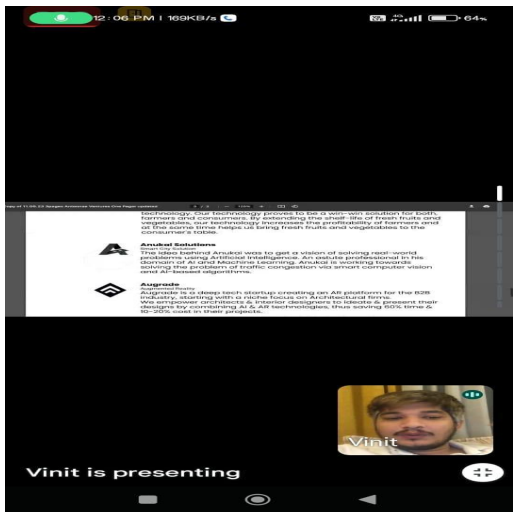 12:06 PM | 169KB/s
4G
64%
technology. Our technology proves to be a win-win solution for both,
farmers and consumers. By extending the shelf-life of fresh fruits and
vegetables, our technology increases the profitability of farmers and
at the same time helps us bring fresh fruits and vegetables to the
consumer's table.
Anukai Solutions
Smart City Solution
The idea behind Anukai was to get a vision of solving real-world
problems using Artificial Intelligence. An astute professional in his
domain of AI and Machine Learning, Anukai is working towards
solving the problem of traffic congestion via smart computer vision
and AI-based algorithms.
Augrade
Augmented Reality
Augrade is a deep tech startup creating an AR platform for the B2B
industry, starting with a niche focus on Architectural firms.
We empower architects & interior designers to ideate & present their
designs by combining AI & AR technologies, thus saving 50% time &
10-20% cost in their projects.
Vinit
Vinit is presenting